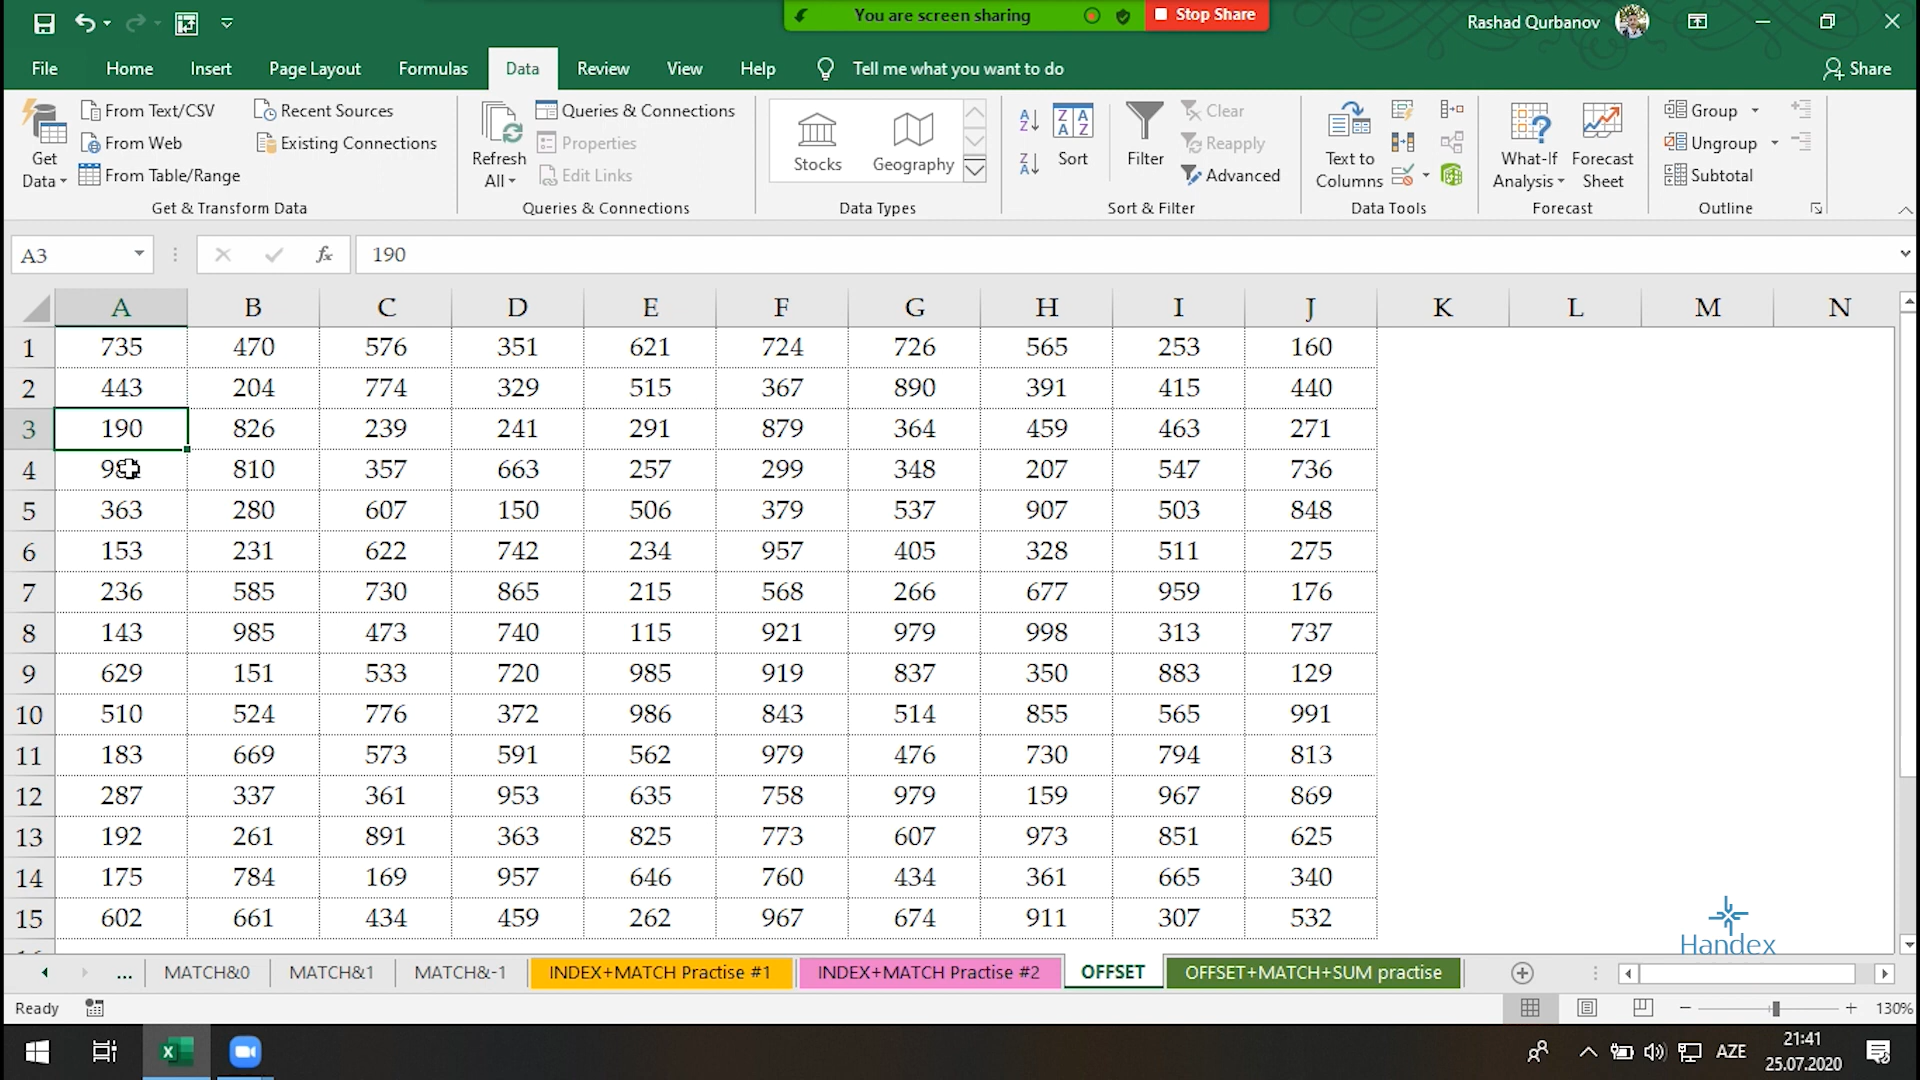 You are screen sharing
Stop Share
Rashad Qurbanov
File Home Insert Page Layout Formulas Data Review View Help Tell me what you want to do Share
Get Data
From Text/CSV
From Web
From Table/Range
Recent Sources
Existing Connections
Get & Transform Data
Refresh All
Queries & Connections
Properties
Edit Links
Queries & Connections
Stocks
Geography
Data Types
Sort
Filter
Clear
Reapply
Advanced
Sort & Filter
Text to Columns
Data Tools
What-If Analysis
Forecast Sheet
Forecast
Group
Ungroup
Subtotal
Outline
A3 fx 190
A B C D E F G H I J K L M N
1 735 470 576 351 621 724 726 565 253 160
2 443 204 774 329 515 367 890 391 415 440
3 190 826 239 241 291 879 364 459 463 271
4 810 357 663 257 299 348 207 547 736
5 363 280 607 150 506 379 537 907 503 848
6 153 231 622 742 234 957 405 328 511 275
7 236 585 730 865 215 568 266 677 959 176
8 143 985 473 740 115 921 979 998 313 737
9 629 151 533 720 985 919 837 350 883 129
10 510 524 776 372 986 843 514 855 565 991
11 183 669 573 591 562 979 476 730 794 813
12 287 337 361 953 635 758 979 159 967 869
13 192 261 891 363 825 773 607 973 851 625
14 175 784 169 957 646 760 434 361 665 340
15 602 661 434 459 262 967 674 911 307 532
Handex
... MATCH&0 MATCH&1 MATCH&-1 INDEX+MATCH Practise #1 INDEX+MATCH Practise #2 OFFSET OFFSET+MATCH+SUM practise
Ready 130%
AZE
21:41
25.07.2020